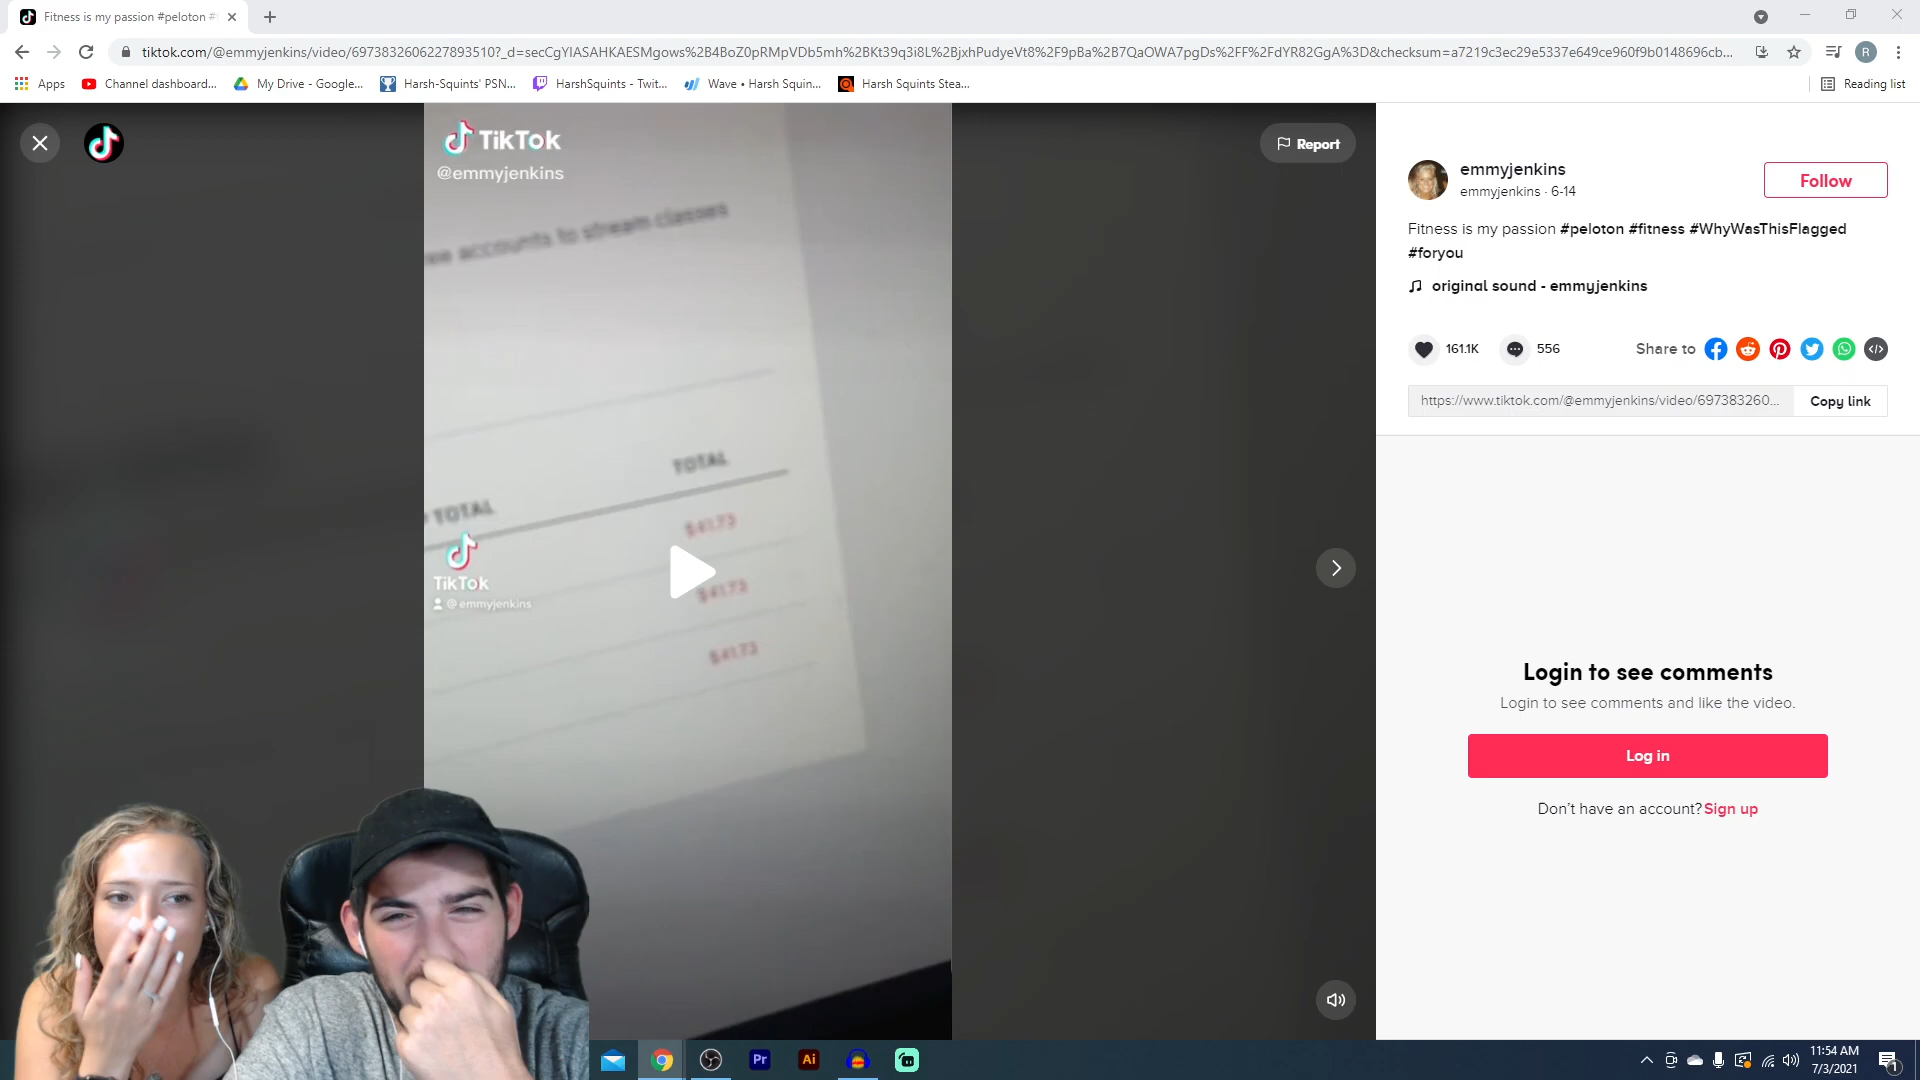 Fitness is my passion #peloton #
tiktok.com/@emmyjenkins/video/6973832606227893510?_d=secCgYIASAHKAESMgows%2B4BoZ0pRMpVDb5mh%2BKt39q3i8L%2BjxhPudyeVt8%2F9pBa%2B7QaOWA7pgDs%2FF%2FdYR82GgA%3D&checksum=a7219c3ec29e5337e649ce960f9b0148696cb...
R
Apps
Channel dashboard...
My Drive - Google...
Harsh-Squints' PSN...
HarshSquints - Twit...
Wave • Harsh Squin...
Harsh Squints Stea...
Reading list
TikTok
@emmyjenkins
Report
accounts to stream classes
TOTAL
TOTAL
$41.73
$41.73
$41.73
TikTok
@emmyjenkins
emmyjenkins
emmyjenkins · 6-14
Follow
Fitness is my passion #peloton #fitness #WhyWasThisFlagged
#foryou
original sound - emmyjenkins
161.1K
556
Share to
https://www.tiktok.com/@emmyjenkins/video/697383260...
Copy link
Login to see comments
Login to see comments and like the video.
Log in
Don't have an account? Sign up
Pr
Ai
11:54 AM
7/3/2021
1